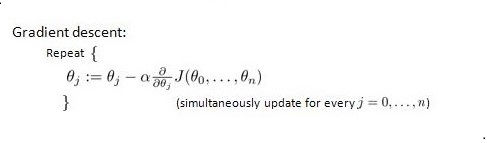 Gradient descent:
Repeat {
θ_j := θ_j − α ∂/∂θ_j J(θ_0, . . . , θ_n)
} (simultaneously update for every j = 0, . . . , n)